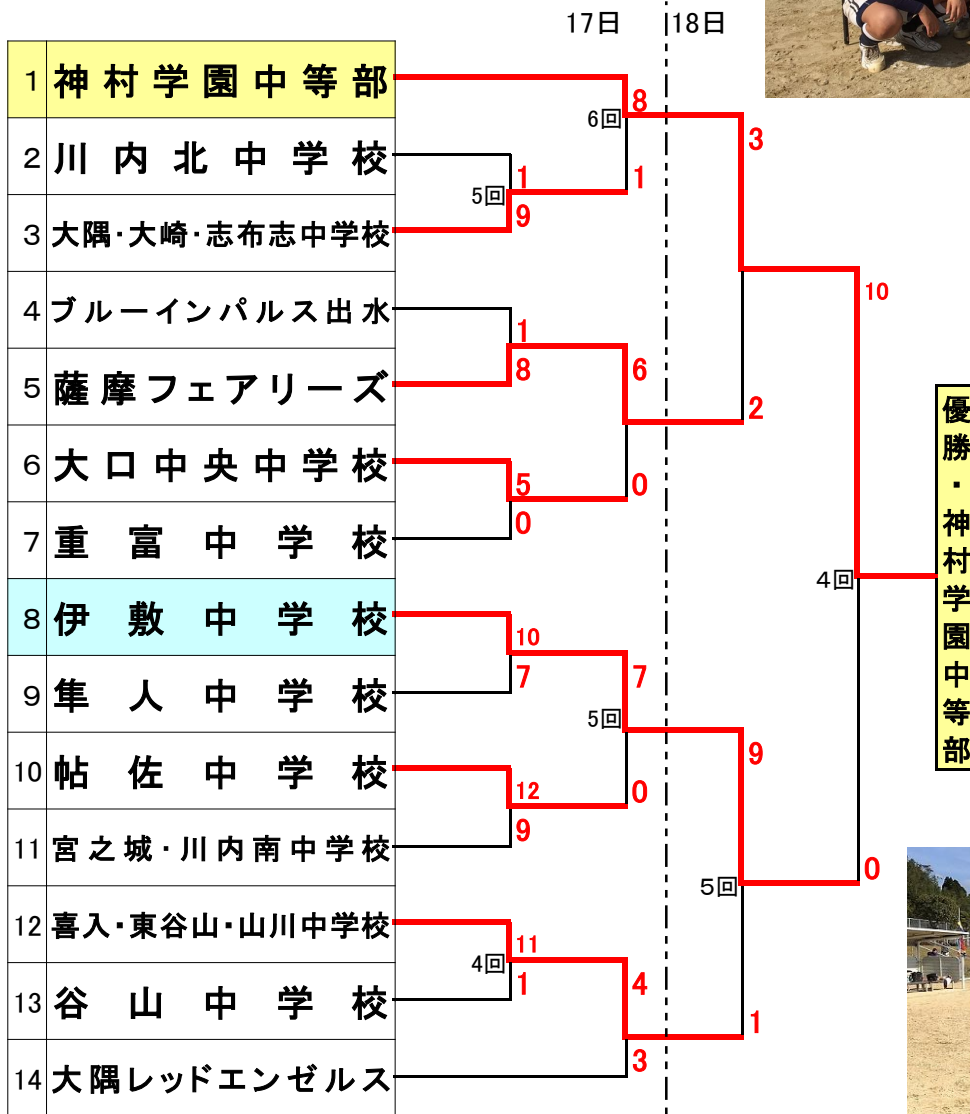 17日 18日
1 神村学園中等部
2 川内北中学校
3 大隅・大崎・志布志中学校
4 ブルーインパルス出水
5 薩摩フェアリーズ
6 大口中央中学校
7 重富中学校
8 伊敷中学校
9 隼人中学校
10 帖佐中学校
11 宮之城・川内南中学校
12 喜入・東谷山・山川中学校
13 谷山中学校
14 大隅レッドエンゼルス
1
5回
9
1
8
5
0
10
7
12
9
11
4回
1
8
6回
1
6
0
7
5回
0
4
3
3
2
9
5回
1
10
4回
0
優勝・神村学園中等部